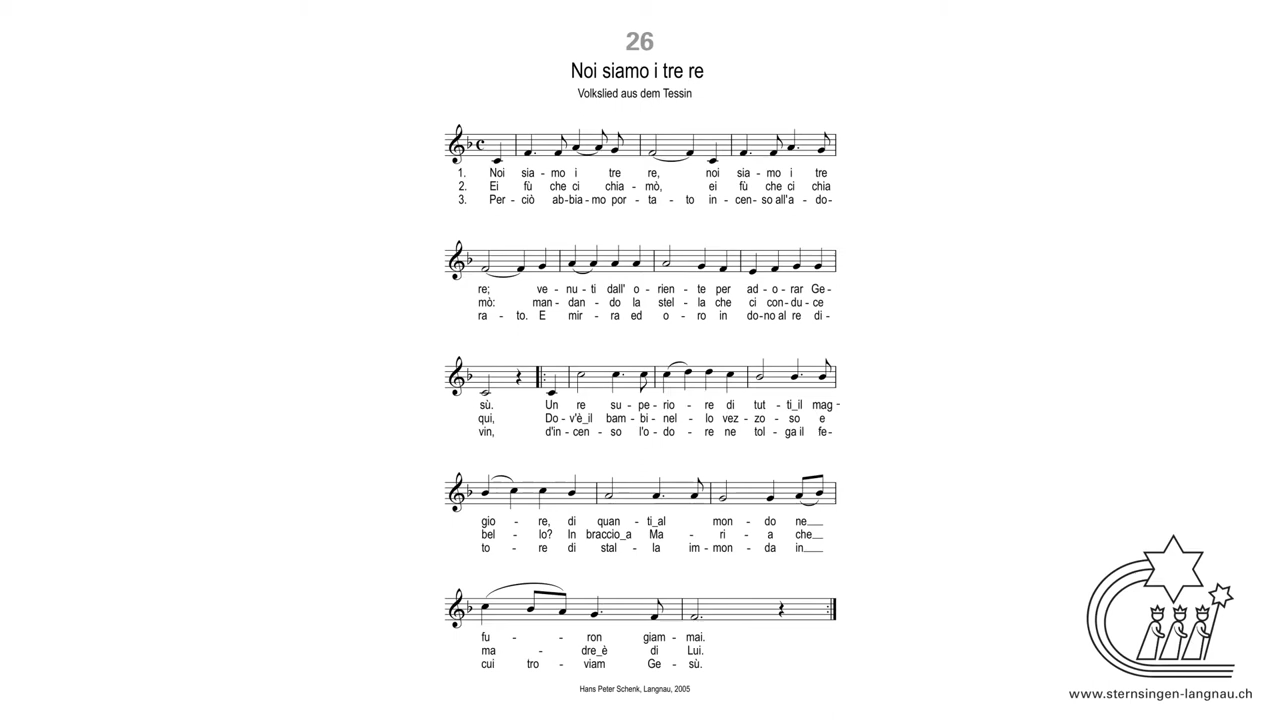 26
Noi siamo i tre re
Volkslied aus dem Tessin
1. Noi sia - mo i tre re, noi sia - mo i tre
2. Ei fù che ci chia - mò, ei fù che ci chia
3. Per - ciò ab - bia - mo por - ta - to in - cen - so all'a - do-
re; ve - nu - ti dall' o - rien - te per ad - o - rar Ge -
mò: man - dan - do la stel - la che ci con - du - ce
ra - to. E mir - ra ed o - ro in do - no al re di -
sù. Un re su - pe - rio - re di tut - ti_il mag -
qui, Do - v'è_il bam - bi - nel - lo vez - zo - so e
vin, d'in - cen - so l'o - do - re ne tol - ga il fe-
gio - re, di quan - ti_al mon - do ne__
bel - lo? In braccio_a Ma - ri - a che__
to - re di stal - la im - mon - da in__
fu - - ron giam - mai.
ma - dre_è di Lui.
cui tro - viam Ge - sù.
Hans Peter Schenk, Langnau, 2005
www.sternsingen-langnau.ch